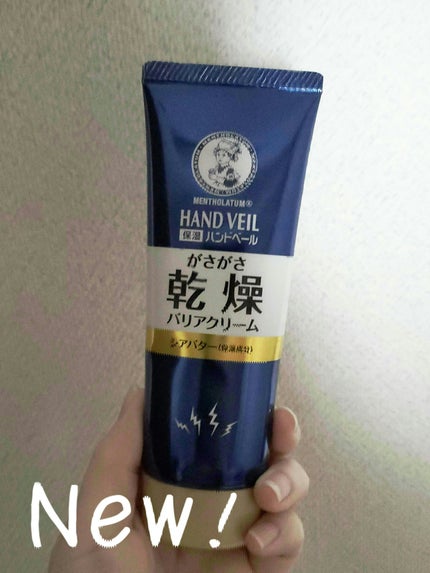 MENTHOLATUM®
HAND VEIL
保湿 ハンドベール
がさがさ
乾燥
バリアクリーム
シアバター(保湿成分)
New!